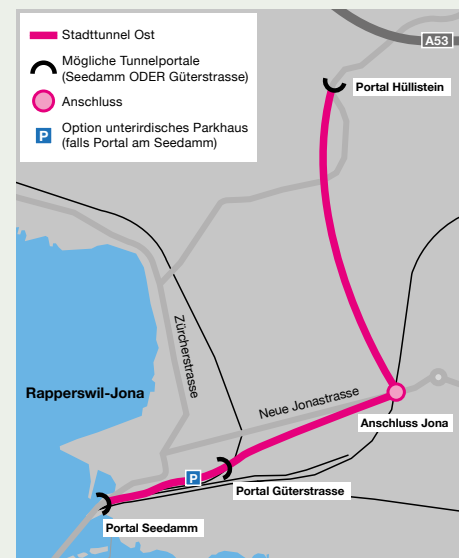 Stadttunnel Ost
Mögliche Tunnelportale
(Seedamm ODER Güterstrasse)
Anschluss
P
Option unterirdisches Parkhaus
(falls Portal am Seedamm)
A53
Portal Hüllistein
Zürcherstrasse
Rapperswil-Jona
Neue Jonastrasse
Anschluss Jona
P
Portal Güterstrasse
Portal Seedamm